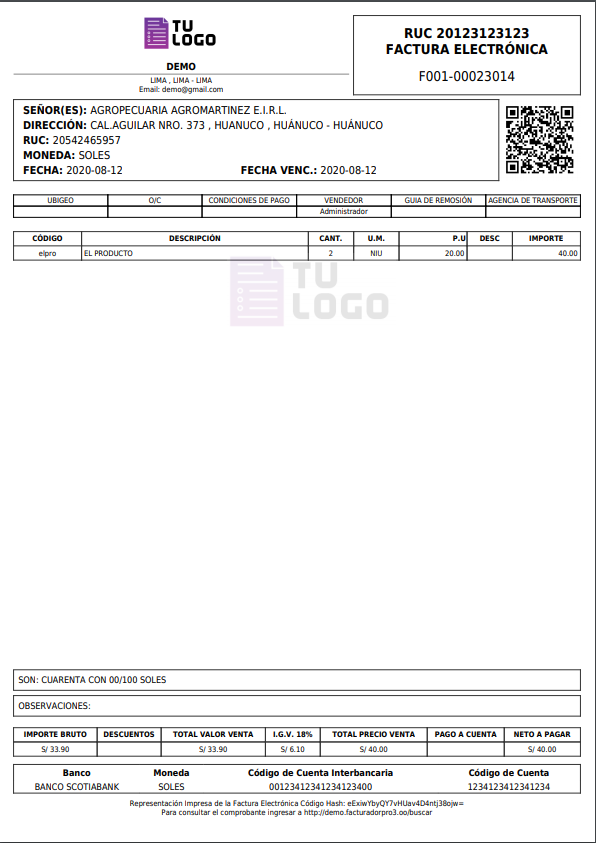 TU
LOGO
DEMO
LIMA , LIMA - LIMA
Email: demo@gmail.com
RUC 20123123123
FACTURA ELECTRÓNICA
F001-00023014
SEÑOR(ES): AGROPECUARIA AGROMARTINEZ E.I.R.L.
DIRECCIÓN: CAL.AGUILAR NRO. 373 , HUANUCO , HUÁNUCO - HUÁNUCO
RUC: 20542465957
MONEDA: SOLES
FECHA: 2020-08-12 FECHA VENC.: 2020-08-12
UBIGEO O/C CONDICIONES DE PAGO VENDEDOR GUIA DE REMOSIÓN AGENCIA DE TRANSPORTE
Administrador
CÓDIGO DESCRIPCIÓN CANT. U.M. P.U DESC IMPORTE
elpro EL PRODUCTO 2 NIU 20.00 40.00
TU
LOGO
SON: CUARENTA CON 00/100 SOLES
OBSERVACIONES:
IMPORTE BRUTO DESCUENTOS TOTAL VALOR VENTA I.G.V. 18% TOTAL PRECIO VENTA PAGO A CUENTA NETO A PAGAR
S/ 33.90 S/ 33.90 S/ 6.10 S/ 40.00 S/ 40.00
Banco Moneda Código de Cuenta Interbancaria Código de Cuenta
BANCO SCOTIABANK SOLES 00123412341234123400 1234123412341234
Representación Impresa de la Factura Electrónica Código Hash: eExiwYbyQY7vHUav4D4ntj38ojw=
Para consultar el comprobante ingresar a http://demo.facturadorpro3.oo/buscar